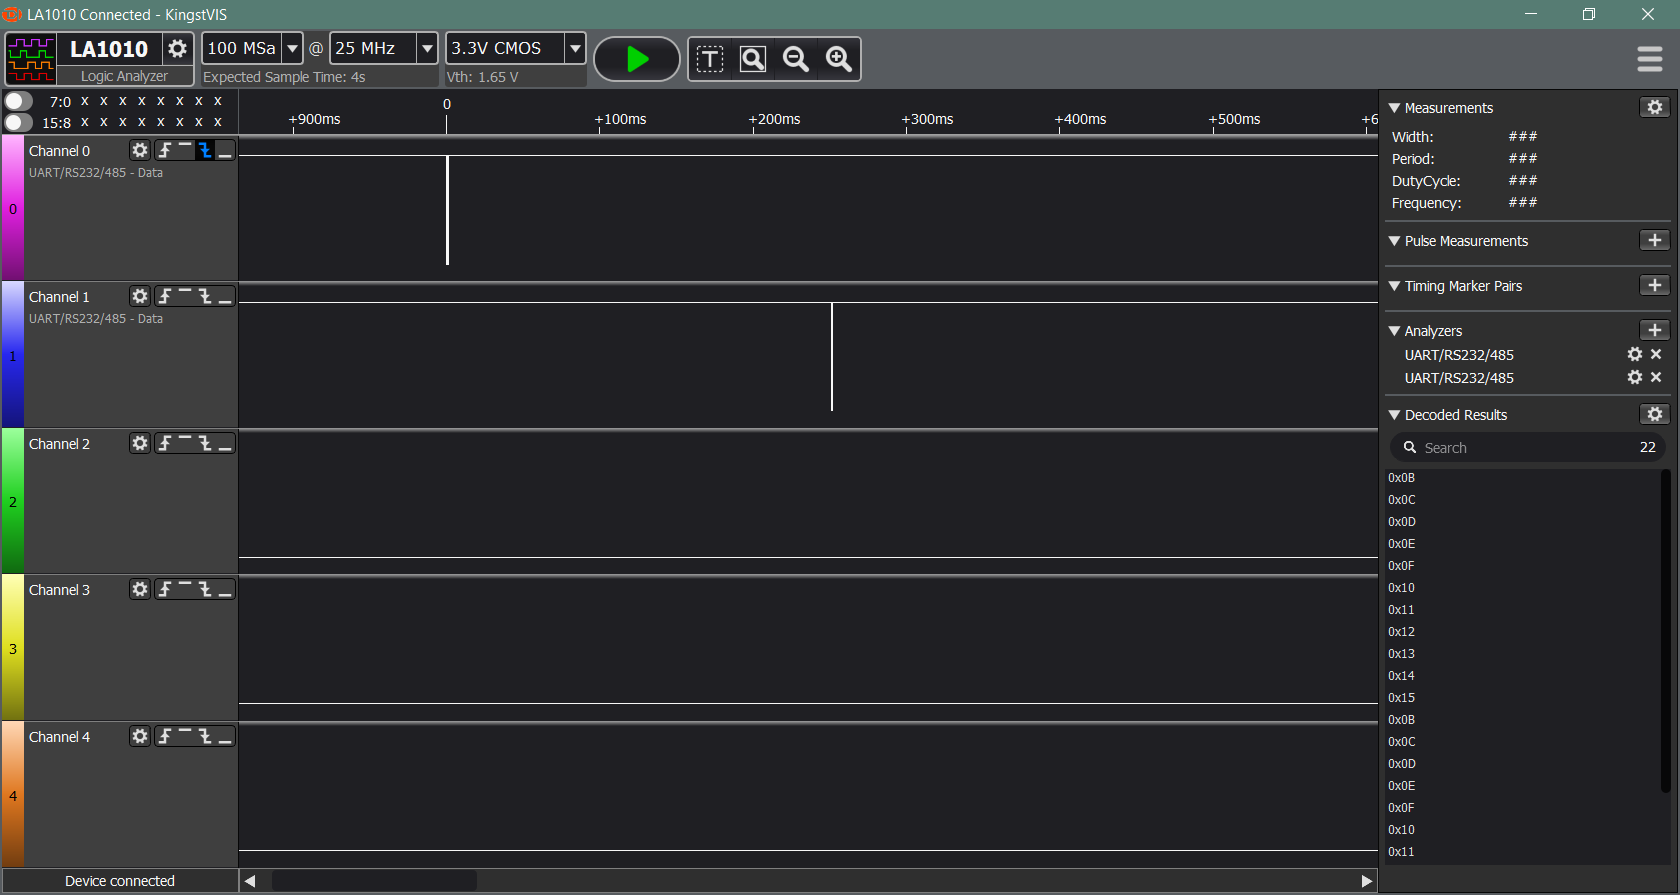 LA1010 Connected - KingstVIS
LA1010
Logic Analyzer
100 MSa @ 25 MHz
Expected Sample Time: 4s
3.3V CMOS
Vth: 1.65 V
T
7:0 X X X X X X X X
15:8 X X X X X X X X
0
+900ms +100ms +200ms +300ms +400ms +500ms +6
0
Channel 0
UART/RS232/485 - Data
1
Channel 1
UART/RS232/485 - Data
2
Channel 2
3
Channel 3
4
Channel 4
Device connected
Measurements
Width: ###
Period: ###
DutyCycle: ###
Frequency: ###
Pulse Measurements
Timing Marker Pairs
Analyzers
UART/RS232/485
UART/RS232/485
Decoded Results
Search 22
0x0B
0x0C
0x0D
0x0E
0x0F
0x10
0x11
0x12
0x13
0x14
0x15
0x0B
0x0C
0x0D
0x0E
0x0F
0x10
0x11